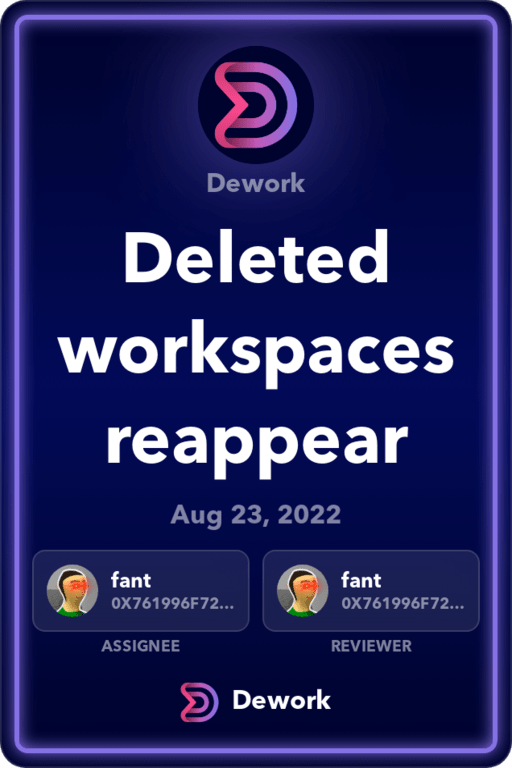 Dework
Deleted
workspaces
reappear
Aug 23, 2022
fant
0X761996F72...
ASSIGNEE
fant
0X761996F72...
REVIEWER
Dework